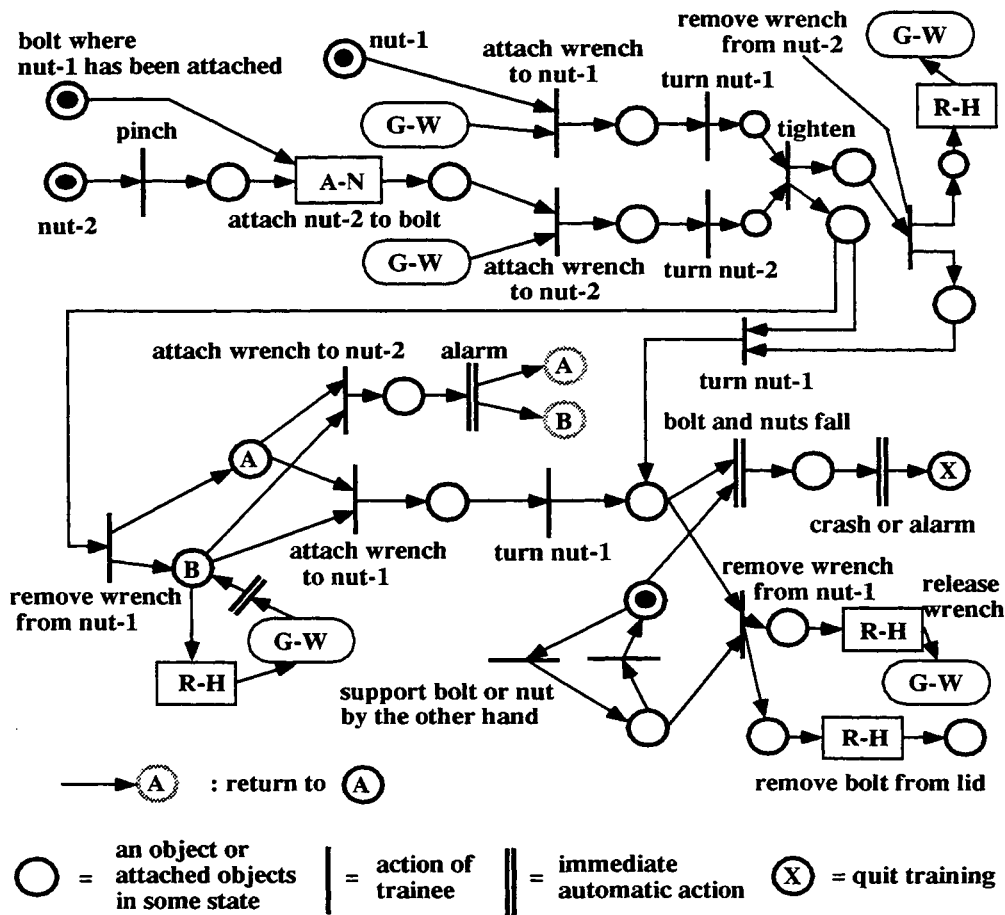 bolt where
nut-1 has been attached
nut-1
attach wrench
to nut-1
remove wrench
from nut-2
G-W
pinch
G-W
turn nut-1
R-H
tighten
A-N
nut-2
attach nut-2 to bolt
G-W
attach wrench
to nut-2
turn nut-2
attach wrench to nut-2
alarm
A
turn nut-1
B
bolt and nuts fall
A
X
crash or alarm
attach wrench
to nut-1
turn nut-1
B
remove wrench
from nut-1
remove wrench
from nut-1
release
wrench
G-W
R-H
R-H
G-W
support bolt or nut
by the other hand
R-H
remove bolt from lid
A : return to A
an object or
attached objects
in some state
=
action of
trainee
=
immediate
automatic action
=
X = quit training